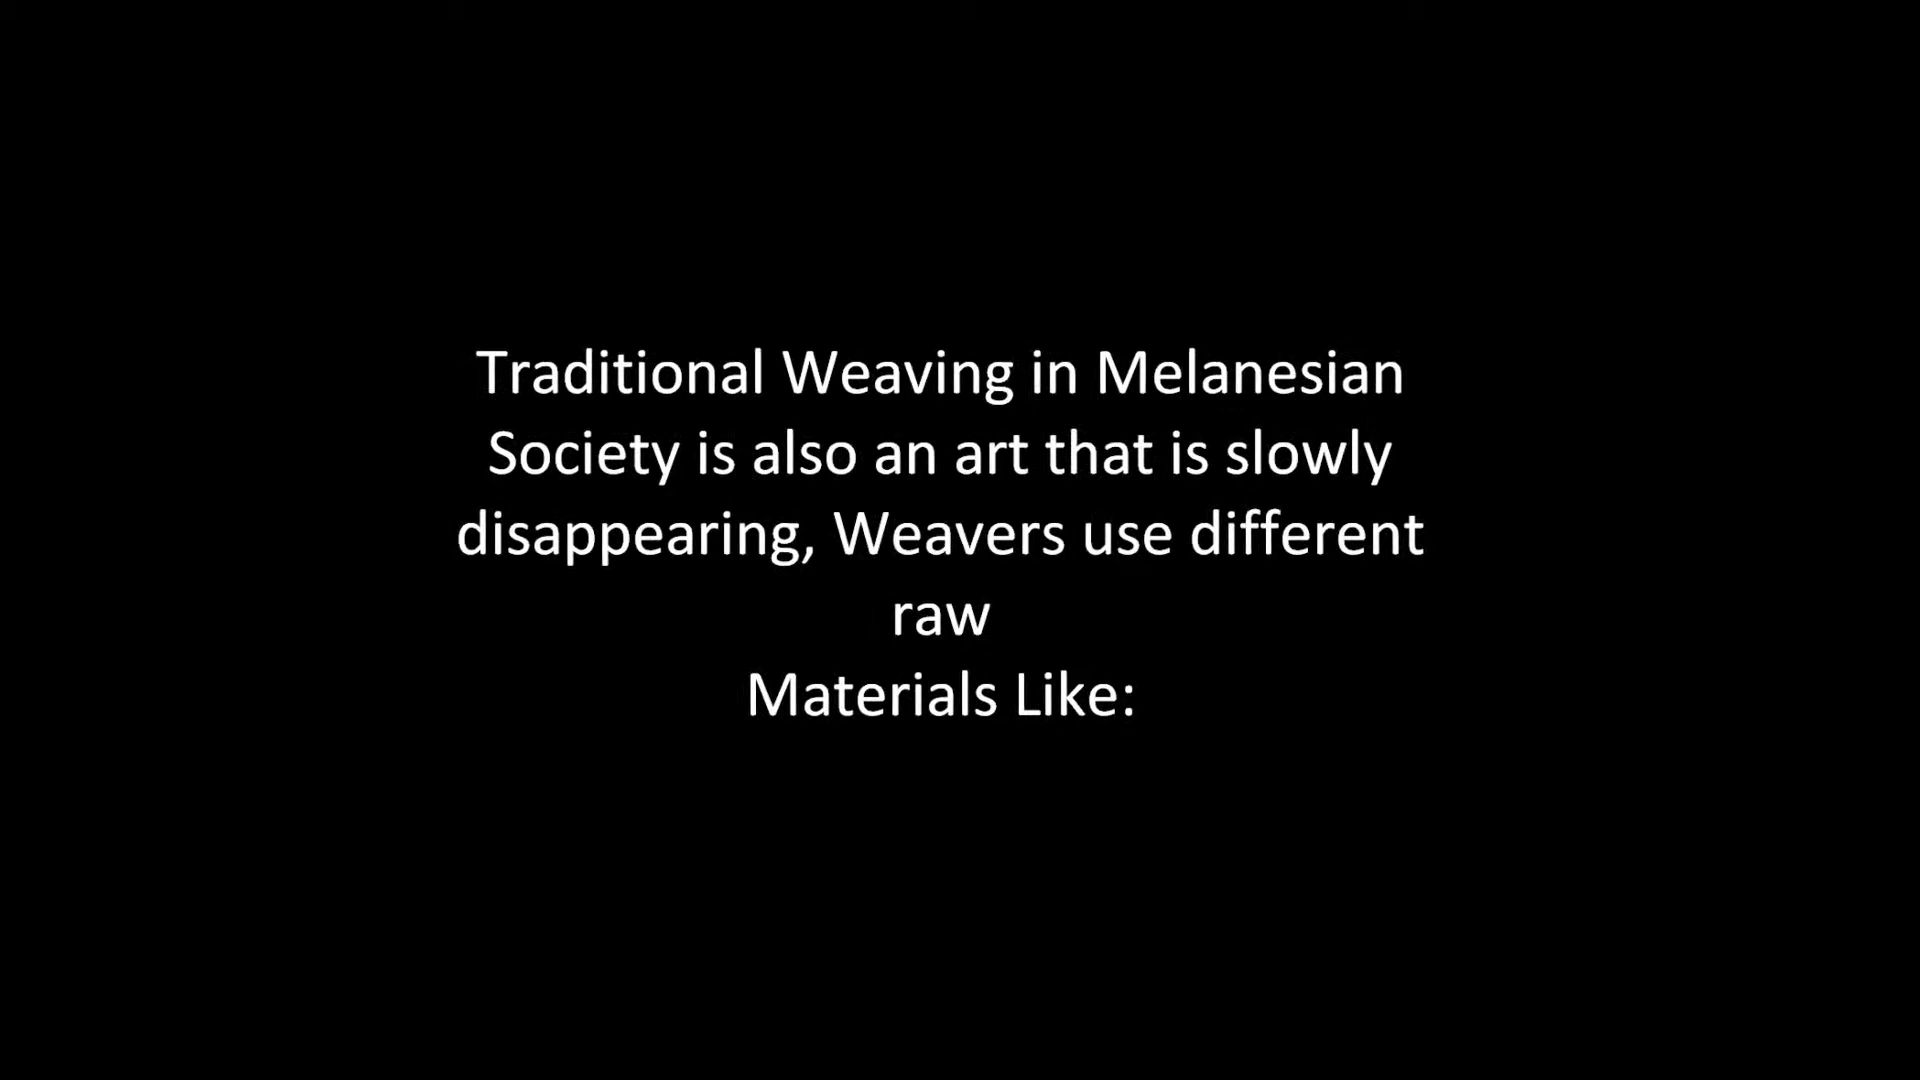 Traditional Weaving in Melanesian
Society is also an art that is slowly
disappearing, Weavers use different
raw
Materials Like: